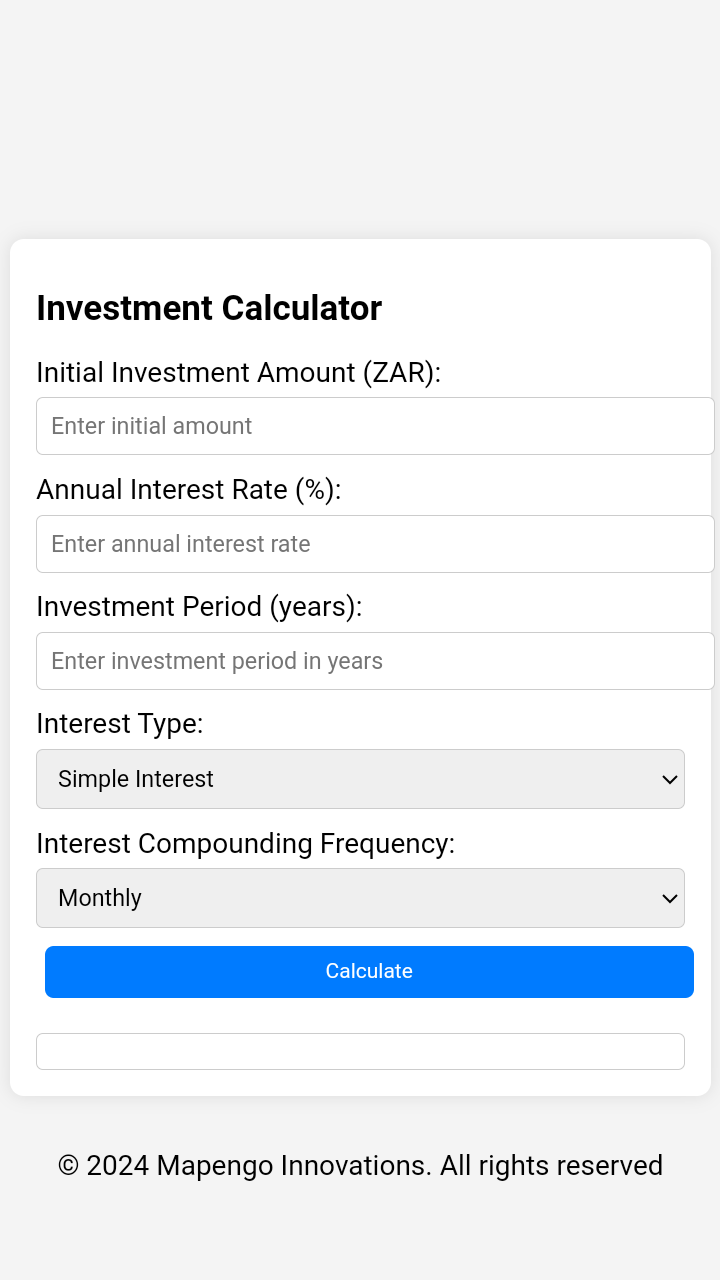 Investment Calculator
Initial Investment Amount (ZAR):
Enter initial amount
Annual Interest Rate (%):
Enter annual interest rate
Investment Period (years):
Enter investment period in years
Interest Type:
Simple Interest
Interest Compounding Frequency:
Monthly
Calculate
© 2024 Mapengo Innovations. All rights reserved